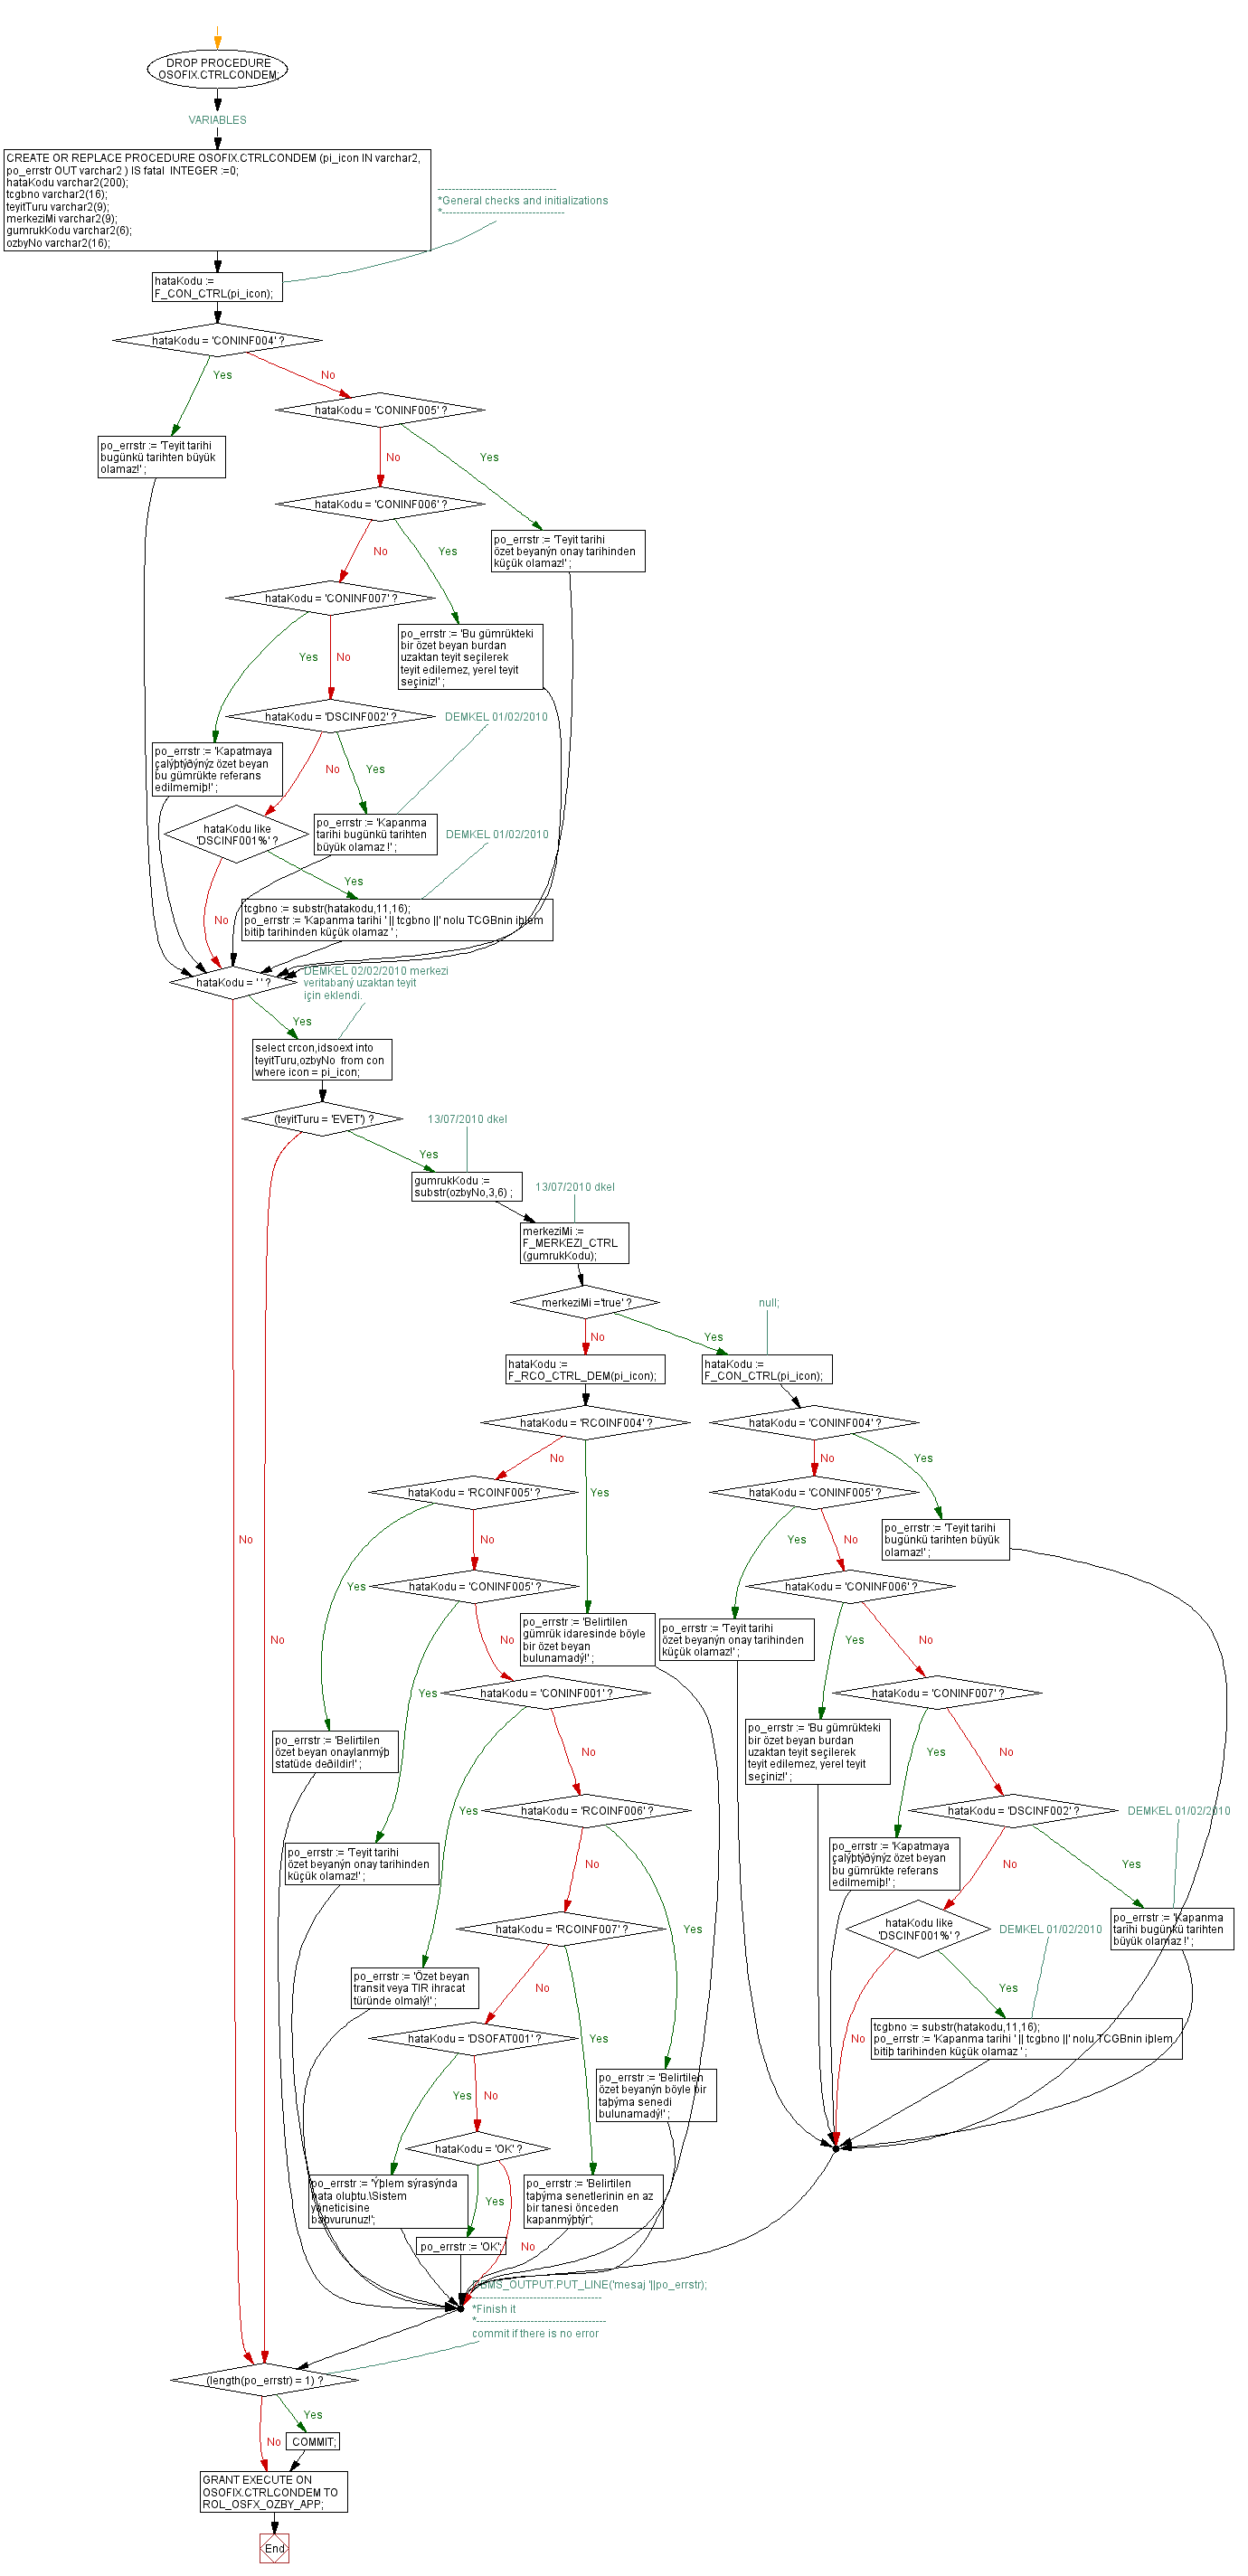 DROP PROCEDURE
OSOFIX.CTRLCONDEM;
VARIABLES
CREATE OR REPLACE PROCEDURE OSOFIX.CTRLCONDEM (pi_icon IN varchar2,
po_errstr OUT varchar2 ) IS fatal  INTEGER :=0;
hataKodu varchar2(200);
tcgbno varchar2(16);
teyitTuru varchar2(9);
merkeziMi varchar2(9);
gumrukKodu varchar2(6);
ozbyNo varchar2(16);
---------------------------------
*General checks and initializations
*----------------------------------
hataKodu :=
F_CON_CTRL(pi_icon);
hataKodu = 'CONINF004' ?
Yes
No
hataKodu = 'CONINF005' ?
po_errstr := 'Teyit tarihi
bugünkü tarihten büyük
olamaz!' ;
No
Yes
hataKodu = 'CONINF006' ?
po_errstr := 'Teyit tarihi
özet beyanýn onay tarihinden
küçük olamaz!' ;
No
Yes
hataKodu = 'CONINF007' ?
po_errstr := 'Bu gümrükteki
bir özet beyan burdan
uzaktan teyit seçilerek
teyit edilemez, yerel teyit
seçiniz!' ;
Yes
No
hataKodu = 'DSCINF002' ?
DEMKEL 01/02/2010
po_errstr := 'Kapatmaya
çalýþtýðýnýz özet beyan
bu gümrükte referans
edilmemiþ!' ;
No
Yes
hataKodu like
'DSCINF001%' ?
po_errstr := 'Kapanma
tarihi bugünkü tarihten
büyük olamaz !' ;
DEMKEL 01/02/2010
Yes
No
tcgbno := substr(hatakodu,11,16);
po_errstr := 'Kapanma tarihi ' || tcgbno ||' nolu TCGBnin iþlem
bitiþ tarihinden küçük olamaz ' ;
hataKodu = ' ' ?
DEMKEL 02/02/2010 merkezi
veritabaný uzaktan teyit
için eklendi.
Yes
select crcon,idsoext into
teyitTuru,ozbyNo  from con
where icon = pi_icon;
(teyitTuru = 'EVET') ?
13/07/2010 dkel
Yes
gumrukKodu :=
substr(ozbyNo,3,6) ;
13/07/2010 dkel
merkeziMi :=
F_MERKEZI_CTRL
(gumrukKodu);
merkeziMi ='true' ?
null;
No
Yes
hataKodu :=
F_RCO_CTRL_DEM(pi_icon);
hataKodu :=
F_CON_CTRL(pi_icon);
hataKodu = 'RCOINF004' ?
hataKodu = 'CONINF004' ?
No
No
Yes
hataKodu = 'RCOINF005' ?
Yes
hataKodu = 'CONINF005' ?
po_errstr := 'Teyit tarihi
bugünkü tarihten büyük
olamaz!' ;
No
No
Yes
No
Yes
hataKodu = 'CONINF005' ?
hataKodu = 'CONINF006' ?
po_errstr := 'Belirtilen
gümrük idaresinde böyle
bir özet beyan
bulunamadý!' ;
po_errstr := 'Teyit tarihi
özet beyanýn onay tarihinden
küçük olamaz!' ;
No
No
Yes
Yes
No
hataKodu = 'CONINF001' ?
hataKodu = 'CONINF007' ?
po_errstr := 'Belirtilen
özet beyan onaylanmýþ
statüde deðildir!' ;
po_errstr := 'Bu gümrükteki
bir özet beyan burdan
uzaktan teyit seçilerek
teyit edilemez, yerel teyit
seçiniz!' ;
No
Yes
No
Yes
hataKodu = 'RCOINF006' ?
hataKodu = 'DSCINF002' ?
DEMKEL 01/02/2010
po_errstr := 'Teyit tarihi
özet beyanýn onay tarihinden
küçük olamaz!' ;
po_errstr := 'Kapatmaya
çalýþtýðýnýz özet beyan
bu gümrükte referans
edilmemiþ!' ;
No
No
Yes
hataKodu = 'RCOINF007' ?
Yes
hataKodu like
'DSCINF001%' ?
DEMKEL 01/02/2010
po_errstr := 'Kapanma
tarihi bugünkü tarihten
büyük olamaz !' ;
po_errstr := 'Özet beyan
transit veya TIR ihracat
türünde olmalý!' ;
No
Yes
hataKodu = 'DSOFAT001' ?
Yes
No
tcgbno := substr(hatakodu,11,16);
po_errstr := 'Kapanma tarihi ' || tcgbno ||' nolu TCGBnin iþlem
bitiþ tarihinden küçük olamaz ' ;
po_errstr := 'Belirtilen
özet beyanýn böyle bir
taþýma senedi
bulunamadý!' ;
Yes
No
hataKodu = 'OK' ?
po_errstr := 'Ýþlem sýrasýnda
hata oluþtu.\Sistem
yöneticisine
baþvurunuz!';
po_errstr := 'Belirtilen
taþýma senetlerinin en az
bir tanesi önceden
kapanmýþtýr';
Yes
po_errstr := 'OK';
No
DBMS_OUTPUT.PUT_LINE('mesaj '||po_errstr);
------------------------------------
*Finish it
*------------------------------------
commit if there is no error
(length(po_errstr) = 1) ?
Yes
No
COMMIT;
GRANT EXECUTE ON
OSOFIX.CTRLCONDEM TO
ROL_OSFX_OZBY_APP;
End